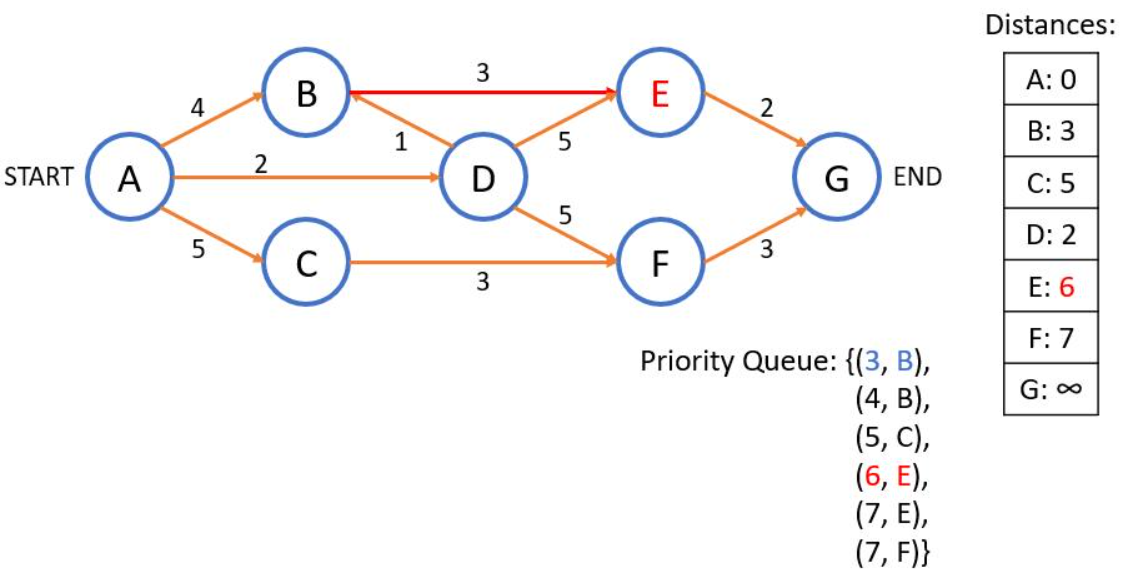 Distances:
A: 0
B: 3
C: 5
D: 2
E: 6
F: 7
G: ∞
START
A
B
C
D
E
F
G
END
4
2
5
3
1
5
5
3
2
3
Priority Queue: {(3, B),
(4, B),
(5, C),
(6, E),
(7, E),
(7, F)}